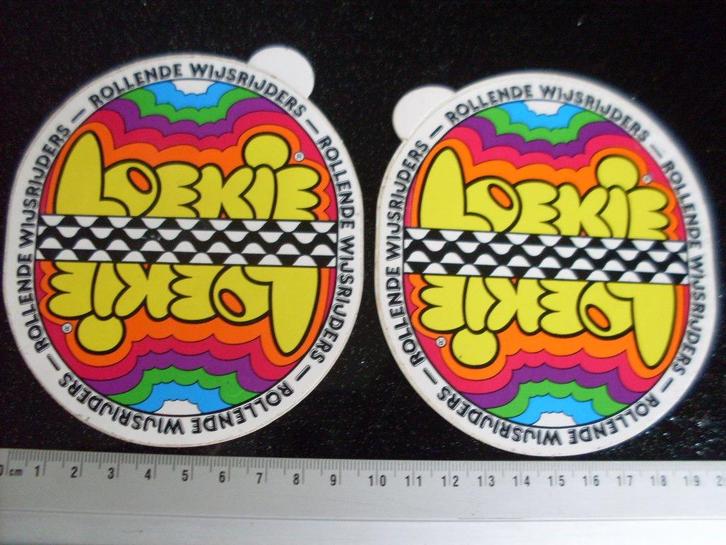 ROLLENDE WIJSRIJDERS — ROLLENDE WIJSRIJDERS — ROLLENDE WIJSRIJDERS — ROLLENDE WIJSRIJDERS —
LOEKIE ®
LOEKIE ®
ROLLENDE WIJSRIJDERS — ROLLENDE WIJSRIJDERS — ROLLENDE WIJSRIJDERS — ROLLENDE WIJSRIJDERS —
LOEKIE ®
LOEKIE ®
0 cm 1 2 3 4 5 6 7 8 9 10 11 12 13 14 15 16 17 18 19 2